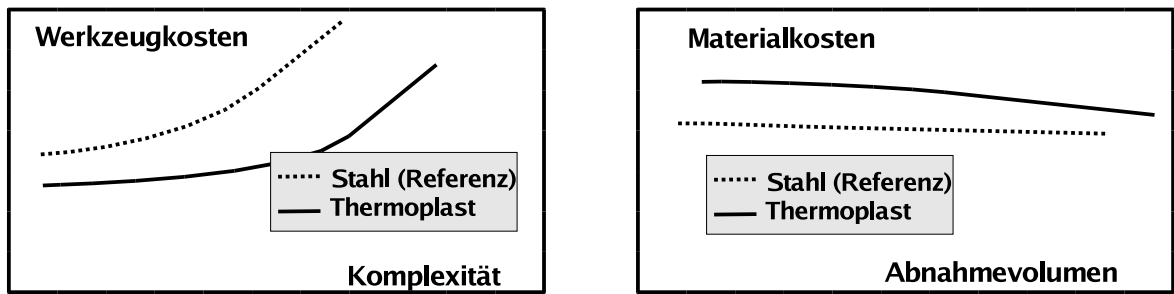 Werkzeugkosten
Stahl (Referenz)
Thermoplast
Komplexität
Materialkosten
Stahl (Referenz)
Thermoplast
Abnahmevolumen